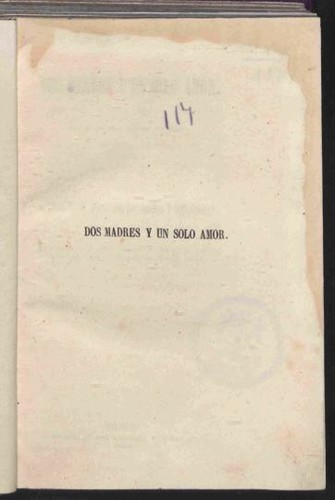 114
DOS MADRES Y UN SOLO AMOR.